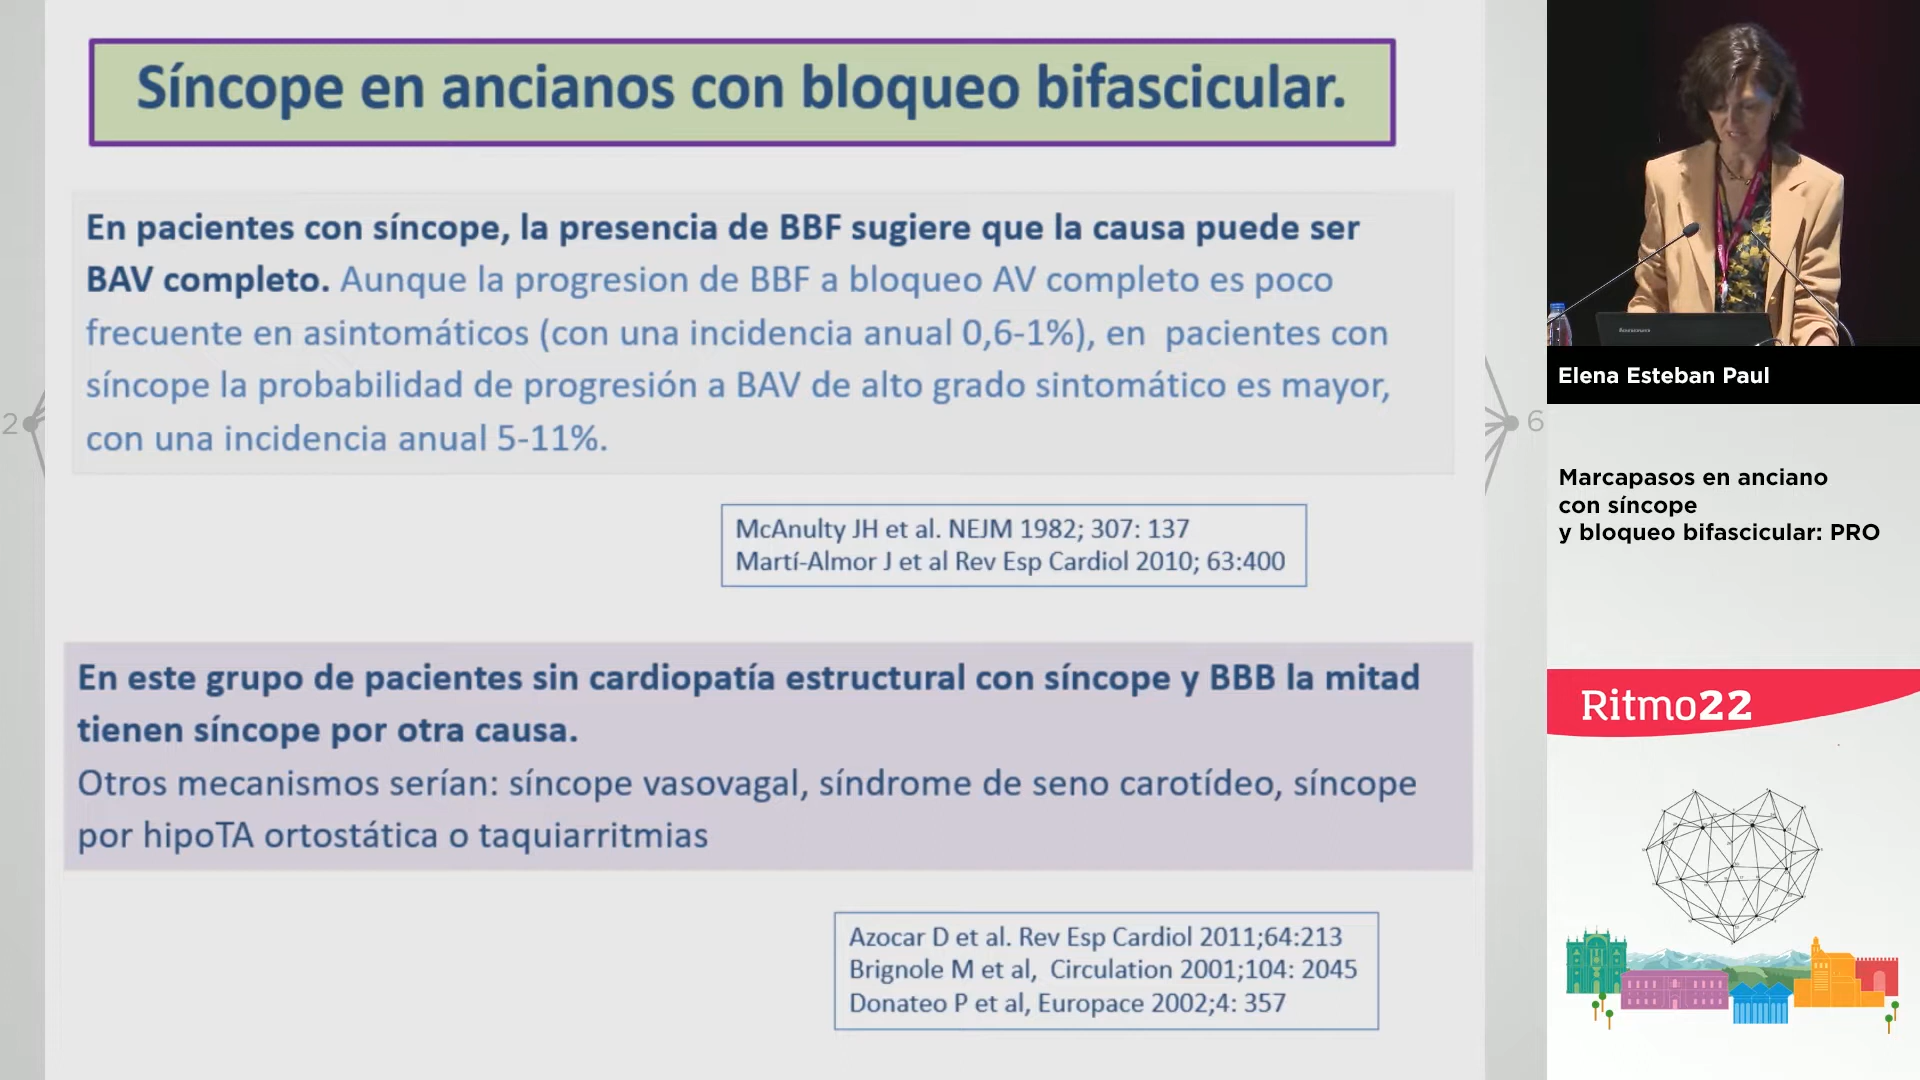 Síncope en ancianos con bloqueo bifascicular.
En pacientes con síncope, la presencia de BBF sugiere que la causa puede ser
BAV completo. Aunque la progresion de BBF a bloqueo AV completo es poco
frecuente en asintomáticos (con una incidencia anual 0,6-1%), en pacientes con
síncope la probabilidad de progresión a BAV de alto grado sintomático es mayor,
con una incidencia anual 5-11%.
2
6
McAnulty JH et al. NEJM 1982; 307: 137
Martí-Almor J et al Rev Esp Cardiol 2010; 63:400
En este grupo de pacientes sin cardiopatía estructural con síncope y BBB la mitad
tienen síncope por otra causa.
Otros mecanismos serían: síncope vasovagal, síndrome de seno carotídeo, síncope
por hipoTA ortostática o taquiarritmias
Azocar D et al. Rev Esp Cardiol 2011;64:213
Brignole M et al, Circulation 2001;104: 2045
Donateo P et al, Europace 2002;4: 357
Elena Esteban Paul
Marcapasos en anciano
con síncope
y bloqueo bifascicular: PRO
Ritmo22